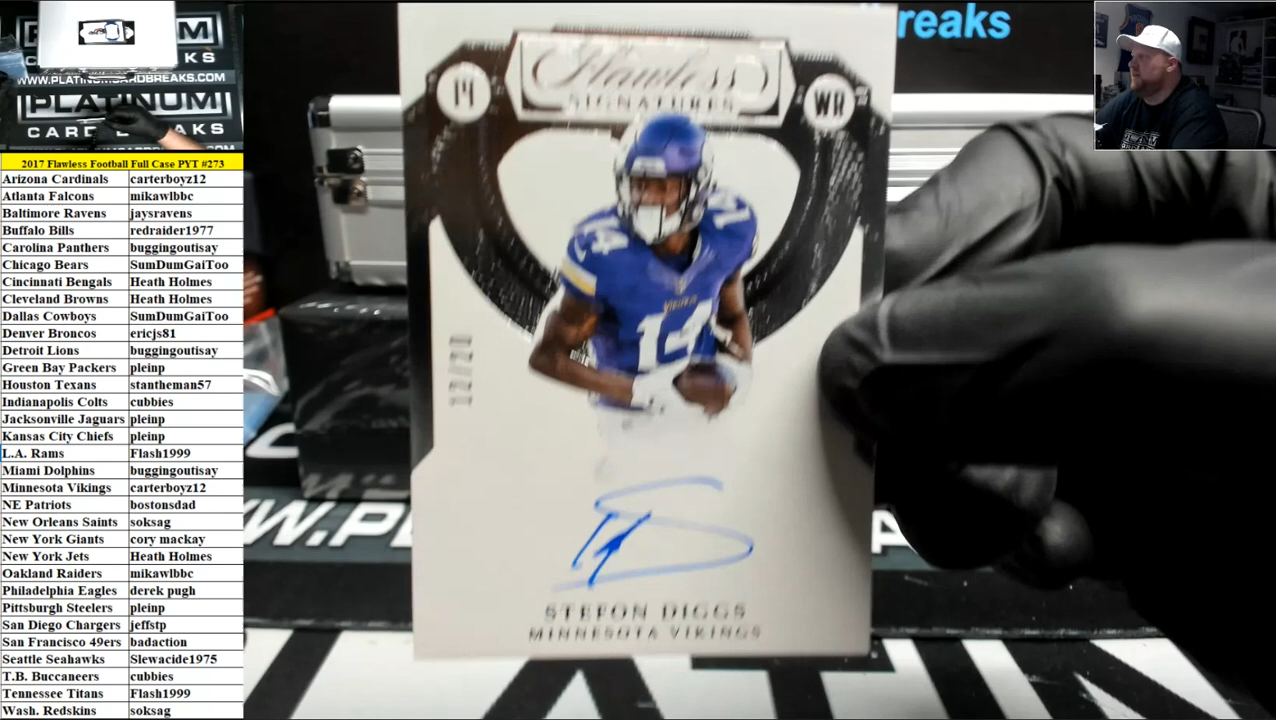 WWW.PLATINUMCARDBREAKS.COM
PLATINUM
CARD BREAKS
2017 Flawless Football Full Case PYT #273
Arizona Cardinals carterboyz12
Atlanta Falcons mikawlbbc
Baltimore Ravens jaysravens
Buffalo Bills redraider1977
Carolina Panthers buggingoutisay
Chicago Bears SumDumGaiToo
Cincinnati Bengals Heath Holmes
Cleveland Browns Heath Holmes
Dallas Cowboys SumDumGaiToo
Denver Broncos ericjs81
Detroit Lions buggingoutisay
Green Bay Packers pleinp
Houston Texans stantheman57
Indianapolis Colts cubbies
Jacksonville Jaguars pleinp
Kansas City Chiefs pleinp
L.A. Rams Flash1999
Miami Dolphins buggingoutisay
Minnesota Vikings carterboyz12
NE Patriots bostonsdad
New Orleans Saints soksag
New York Giants cory mackay
New York Jets Heath Holmes
Oakland Raiders mikawlbbc
Philadelphia Eagles derek pugh
Pittsburgh Steelers pleinp
San Diego Chargers jeffstp
San Francisco 49ers badaction
Seattle Seahawks Slewacide1975
T.B. Buccaneers cubbies
Tennessee Titans Flash1999
Wash. Redskins soksag
reaks
Flawless
SIGNATURES
14
WR
14
14
VIKINGS
14
12/20
STEFON DIGGS
MINNESOTA VIKINGS
W.P